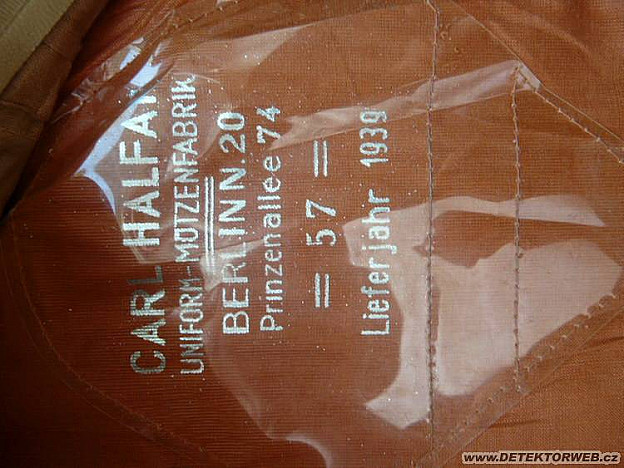 CARL HALFAR
UNIFORM-MÜTZENFABRIK
BERLIN N. 20
Prinzenallee 74
= 57 =
Lieferjahr 1939
www.DETEKTORWEB.cz